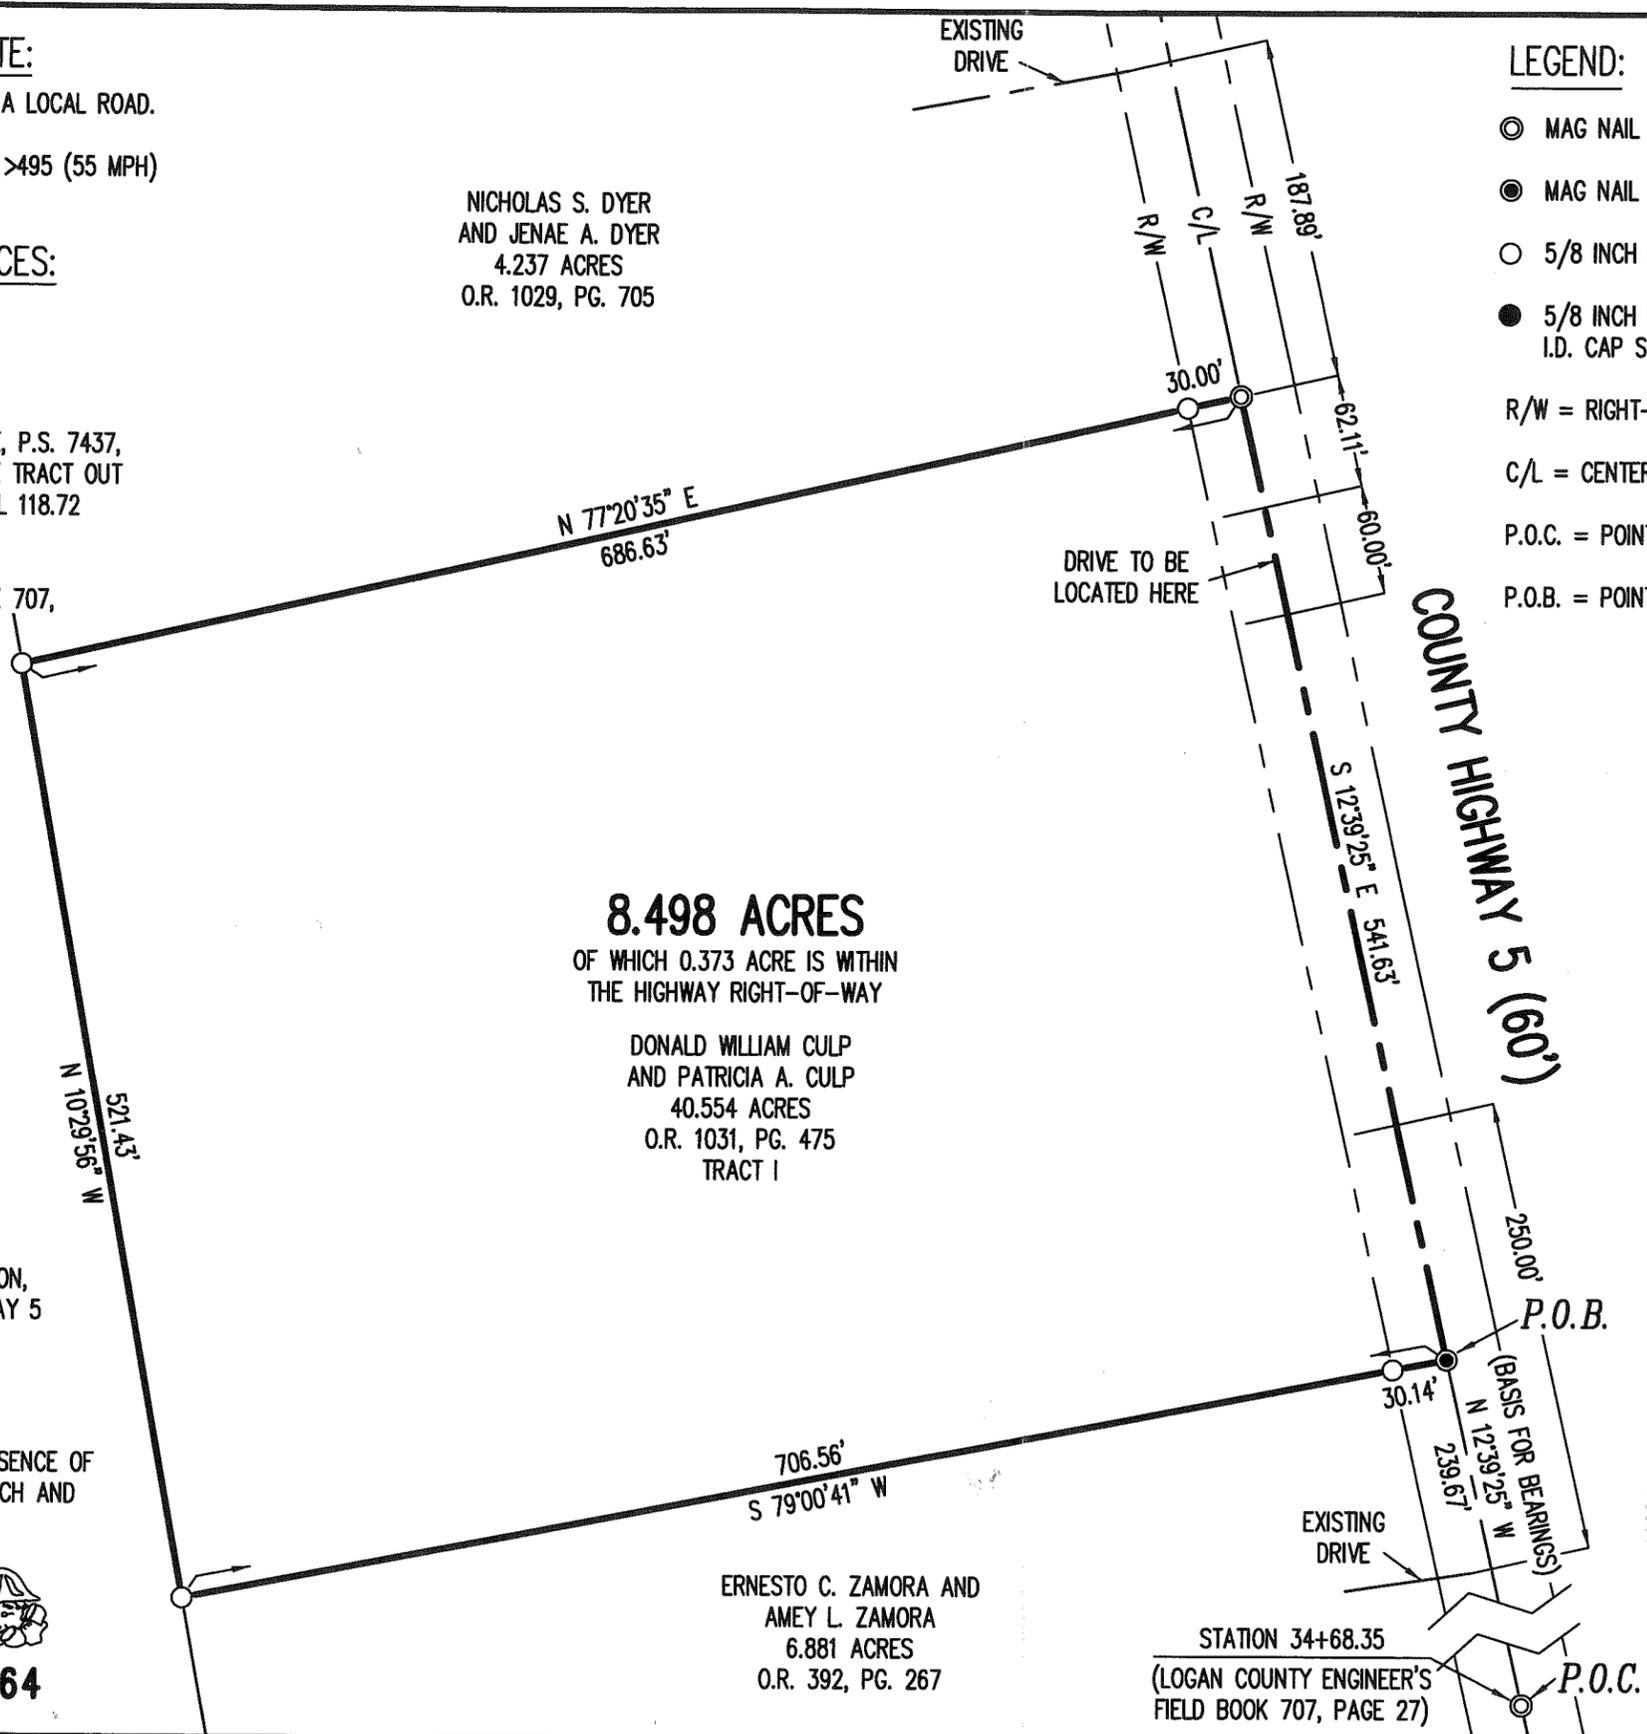 TE:
A LOCAL ROAD.
>495 (55 MPH)
CES:
, P.S. 7437,
TRACT OUT
118.72
707,
ON,
AY 5
SENCE OF
CH AND
64
EXISTING
DRIVE
NICHOLAS S. DYER
AND JENAE A. DYER
4.237 ACRES
O.R. 1029, PG. 705
R/W
C/L
R/W
187.89'
30.00'
62.11'
60.00'
N 77°20'35" E
686.63'
DRIVE TO BE
LOCATED HERE
COUNTY HIGHWAY 5 (60')
S 12°39'25" E 541.63'
8.498 ACRES
OF WHICH 0.373 ACRE IS WITHIN
THE HIGHWAY RIGHT-OF-WAY
DONALD WILLIAM CULP
AND PATRICIA A. CULP
40.554 ACRES
O.R. 1031, PG. 475
TRACT I
521.43'
N 10°29'56" W
250.00'
P.O.B.
30.14'
(BASIS FOR BEARINGS)
N 12°39'25" W
239.67'
706.56'
S 79°00'41" W
EXISTING
DRIVE
ERNESTO C. ZAMORA AND
AMEY L. ZAMORA
6.881 ACRES
O.R. 392, PG. 267
STATION 34+68.35
(LOGAN COUNTY ENGINEER'S
FIELD BOOK 707, PAGE 27)
P.O.C.
LEGEND:
MAG NAIL
MAG NAIL
5/8 INCH
5/8 INCH
I.D. CAP S
R/W = RIGHT-
C/L = CENTER
P.O.C. = POINT
P.O.B. = POINT